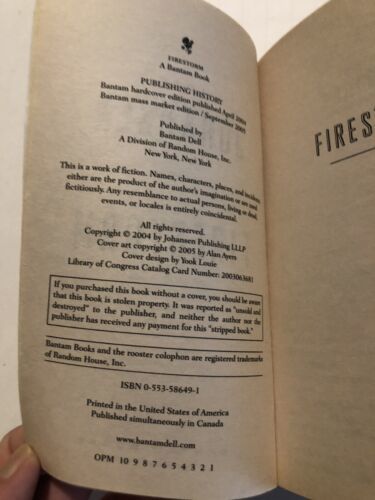 FIRESTORM
A Bantam Book
PUBLISHING HISTORY
Bantam hardcover edition published April 2004
Bantam mass market edition / September 2005
Published by
Bantam Dell
A Division of Random House, Inc.
New York, New York
This is a work of fiction. Names, characters, places, and incidents
either are the product of the author's imagination or are used
fictitiously. Any resemblance to actual persons, living or dead,
events, or locales is entirely coincidental.
All rights reserved.
Copyright © 2004 by Johansen Publishing LLLP
Cover art copyright © 2005 by Alan Ayers
Cover design by Yook Louie
Library of Congress Catalog Card Number: 2003063681
If you purchased this book without a cover, you should be aware
that this book is stolen property. It was reported as "unsold and
destroyed" to the publisher, and neither the author nor the
publisher has received any payment for this "stripped book."
Bantam Books and the rooster colophon are registered trademarks
of Random House, Inc.
ISBN 0-553-58649-1
Printed in the United States of America
Published simultaneously in Canada
www.bantamdell.com
OPM 10 9 8 7 6 5 4 3 2 1
FIREST